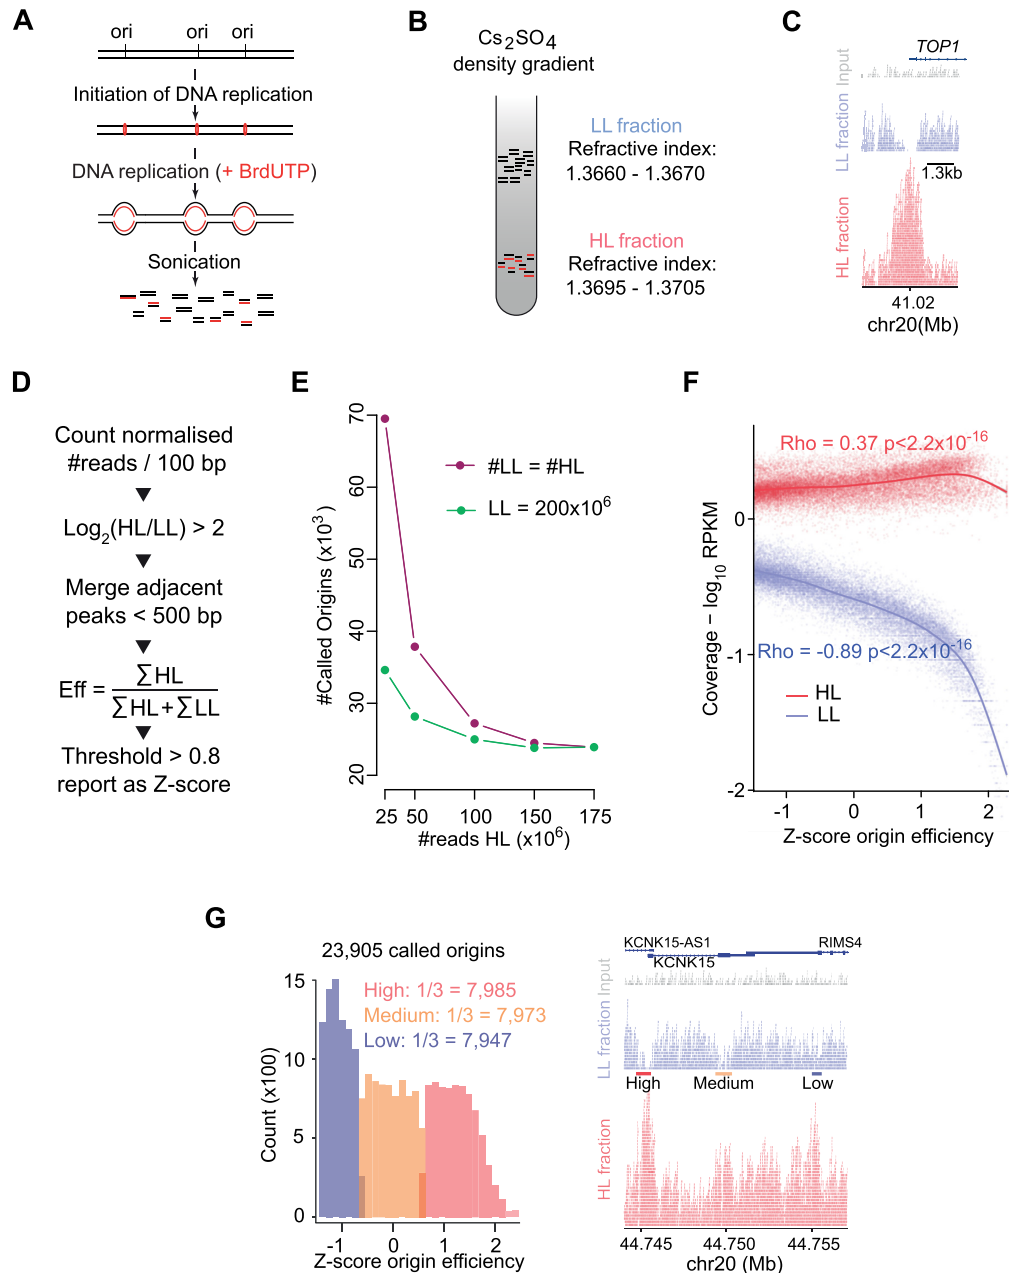 A
ori ori ori
Initiation of DNA replication
DNA replication (+ BrdUTP)
Sonication
B
Cs2SO4
density gradient
LL fraction
Refractive index:
1.3660 - 1.3670
HL fraction
Refractive index:
1.3695 - 1.3705
C
TOP1
Input
LL fraction
1.3kb
HL fraction
41.02
chr20(Mb)
D
Count normalised
#reads / 100 bp
Log2(HL/LL) > 2
Merge adjacent
peaks < 500 bp
Eff = ∑HL / ∑HL+∑LL
Threshold > 0.8
report as Z-score
E
#Called Origins (x10^3)
70
60
50
40
30
20
#LL = #HL
LL = 200x10^6
25 50 100 150 175
#reads HL (x10^6)
F
Coverage – log10 RPKM
Rho = 0.37 p<2.2x10^-16
0
-1
-2
Rho = -0.89 p<2.2x10^-16
HL
LL
-1 0 1 2
Z-score origin efficiency
G
23,905 called origins
High: 1/3 = 7,985
Medium: 1/3 = 7,973
Low: 1/3 = 7,947
Count (x100)
15
10
5
0
-1 0 1 2
Z-score origin efficiency
KCNK15-AS1
KCNK15
RIMS4
Input
LL fraction
High Medium Low
HL fraction
44.745 44.750 44.755
chr20 (Mb)